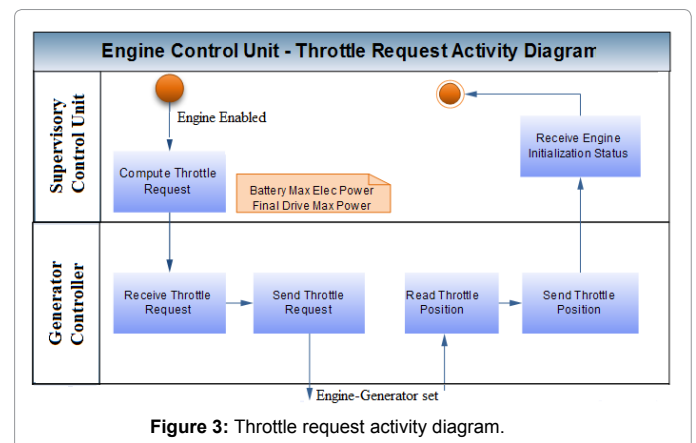 Engine Control Unit - Throttle Request Activity Diagram
Supervisory
Control Unit
Engine Enabled
Compute Throttle
Request
Battery Max Elec Power
Final Drive Max Power
Receive Engine
Initialization Status
Generator
Controller
Receive Throttle
Request
Send Throttle
Request
Read Throttle
Position
Send Throttle
Position
Engine-Generator set
Figure 3: Throttle request activity diagram.